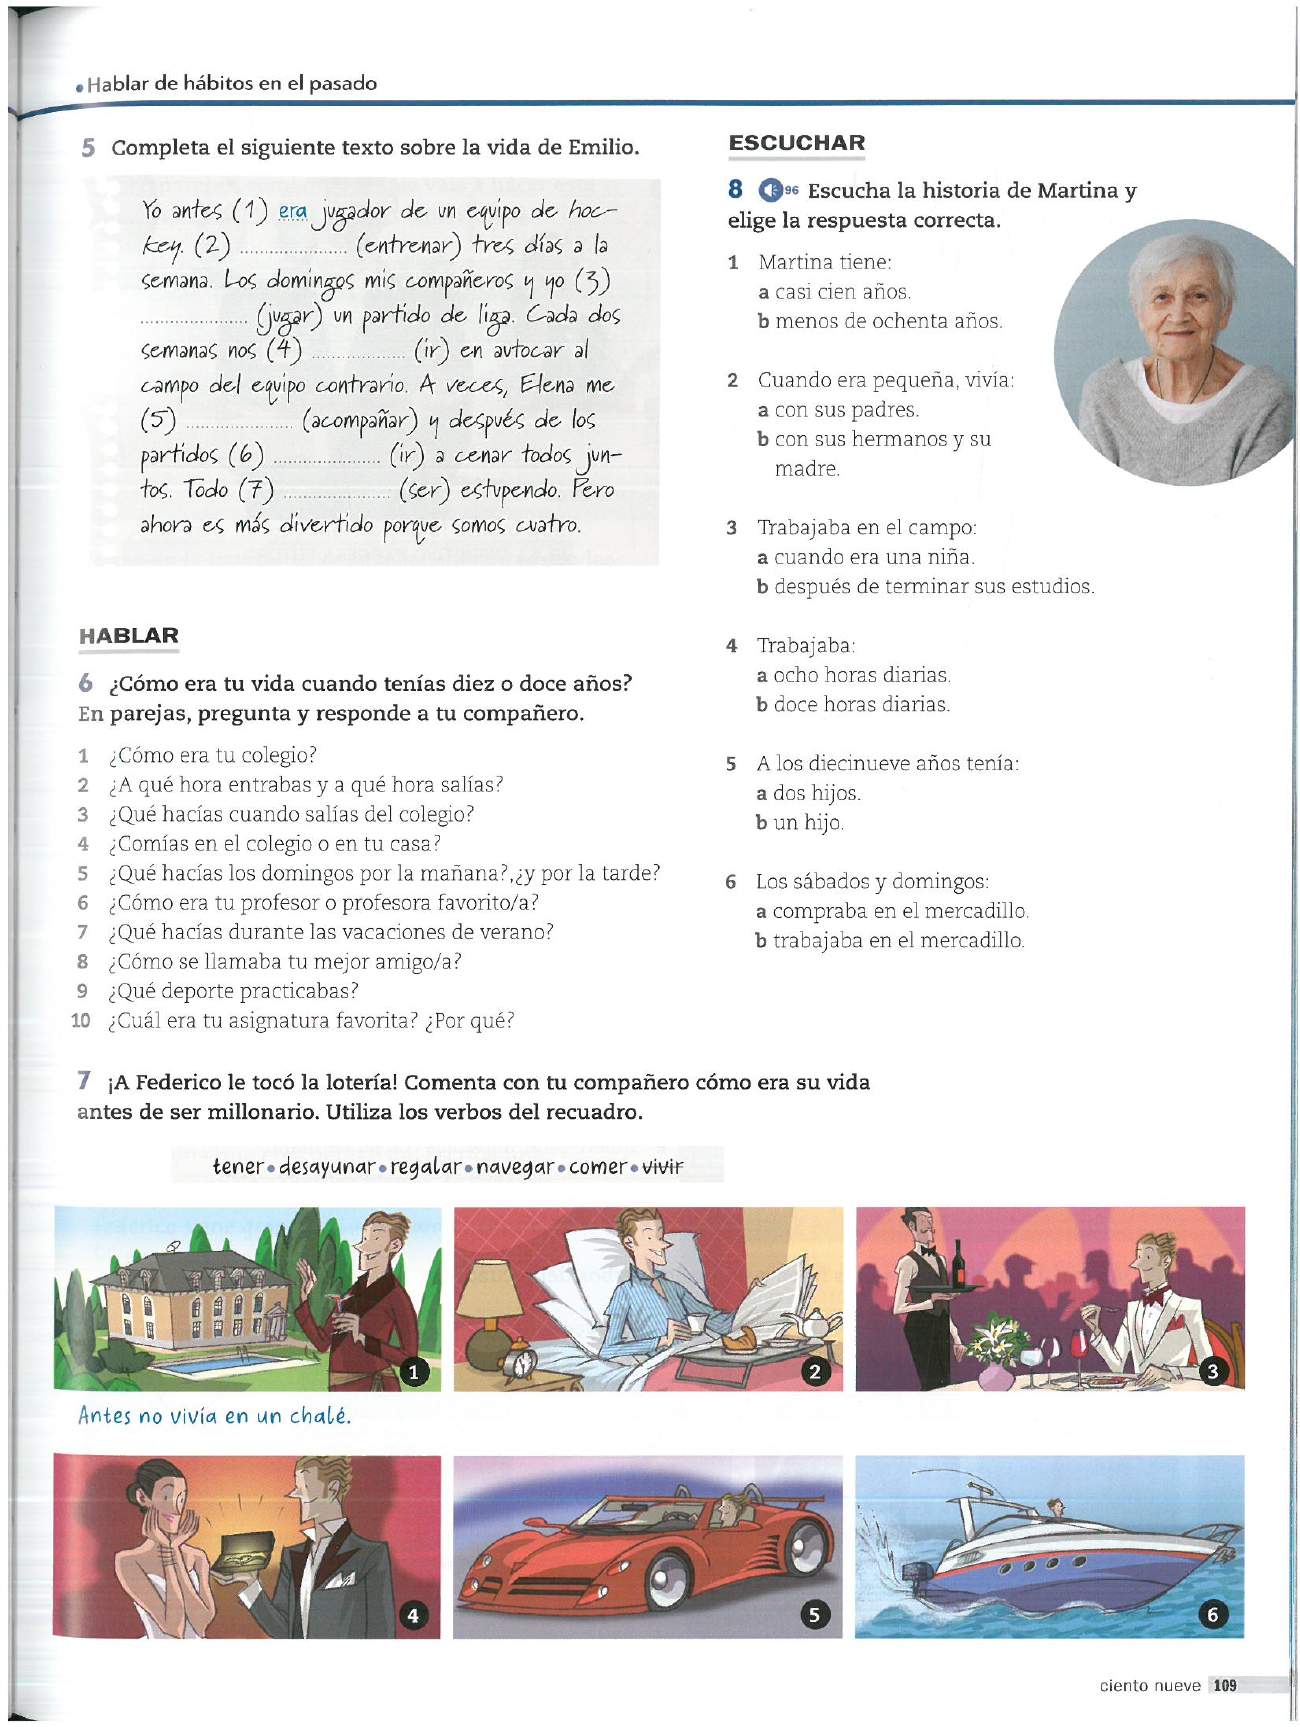 Hablar de hábitos en el pasado
5 Completa el siguiente texto sobre la vida de Emilio.
Yo antes (1) era jugador de un equipo de hoc-
key. (2) .................... (entrenar) tres días a la
semana. Los domingos mis compañeros y yo (3)
.................... (jugar) un partido de liga. Cada dos
semanas nos (4) .................. (ir) en autocar al
campo del equipo contrario. A veces, Elena me
(5) .................... (acompañar) y después de los
partidos (6) .................... (ir) a cenar todos jun-
tos. Todo (7) .................... (ser) estupendo. Pero
ahora es más divertido porque somos cuatro.
HABLAR
6 ¿Cómo era tu vida cuando tenías diez o doce años?
En parejas, pregunta y responde a tu compañero.
1 ¿Cómo era tu colegio?
2 ¿A qué hora entrabas y a qué hora salías?
3 ¿Qué hacías cuando salías del colegio?
4 ¿Comías en el colegio o en tu casa?
5 ¿Qué hacías los domingos por la mañana?,¿y por la tarde?
6 ¿Cómo era tu profesor o profesora favorito/a?
7 ¿Qué hacías durante las vacaciones de verano?
8 ¿Cómo se llamaba tu mejor amigo/a?
9 ¿Qué deporte practicabas?
10 ¿Cuál era tu asignatura favorita? ¿Por qué?
ESCUCHAR
8 96 Escucha la historia de Martina y
elige la respuesta correcta.
1 Martina tiene:
a casi cien años.
b menos de ochenta años.
2 Cuando era pequeña, vivía:
a con sus padres.
b con sus hermanos y su
madre.
3 Trabajaba en el campo:
a cuando era una niña.
b después de terminar sus estudios.
4 Trabajaba:
a ocho horas diarias.
b doce horas diarias.
5 A los diecinueve años tenía:
a dos hijos.
b un hijo.
6 Los sábados y domingos:
a compraba en el mercadillo.
b trabajaba en el mercadillo.
7 ¡A Federico le tocó la lotería! Comenta con tu compañero cómo era su vida
antes de ser millonario. Utiliza los verbos del recuadro.
tener • desayunar • regalar • navegar • comer • vivir
1
2
3
Antes no vivía en un chalé.
4
5
6
ciento nueve 109